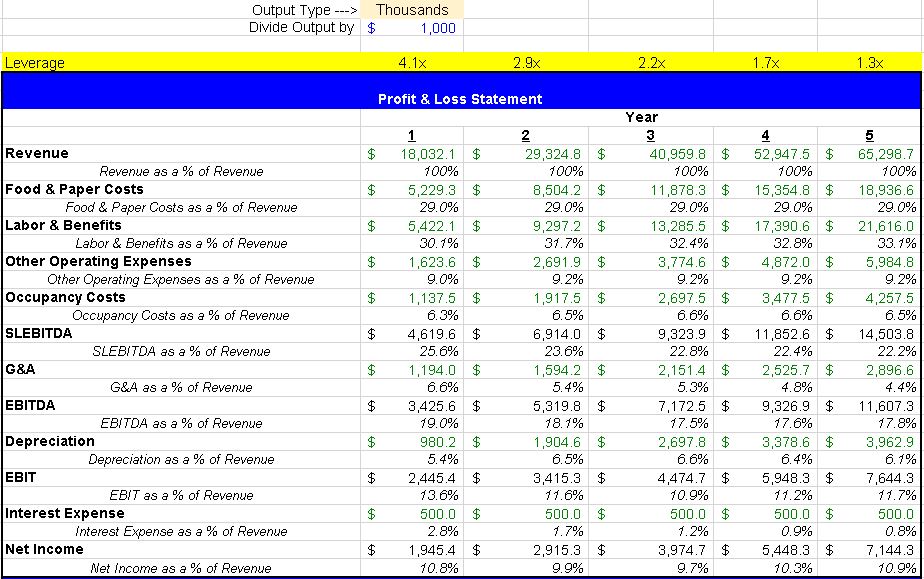 Output Type ---> Thousands
Divide Output by $ 1,000
Leverage 4.1x 2.9x 2.2x 1.7x 1.3x
Profit & Loss Statement
Year
1 2 3 4 5
Revenue $ 18,032.1 $ 29,324.8 $ 40,959.8 $ 52,947.5 $ 65,298.7
Revenue as a % of Revenue 100% 100% 100% 100% 100%
Food & Paper Costs $ 5,229.3 $ 8,504.2 $ 11,878.3 $ 15,354.8 $ 18,936.6
Food & Paper Costs as a % of Revenue 29.0% 29.0% 29.0% 29.0% 29.0%
Labor & Benefits $ 5,422.1 $ 9,297.2 $ 13,285.5 $ 17,390.6 $ 21,616.0
Labor & Benefits as a % of Revenue 30.1% 31.7% 32.4% 32.8% 33.1%
Other Operating Expenses $ 1,623.6 $ 2,691.9 $ 3,774.6 $ 4,872.0 $ 5,984.8
Other Operating Expenses as a % of Revenue 9.0% 9.2% 9.2% 9.2% 9.2%
Occupancy Costs $ 1,137.5 $ 1,917.5 $ 2,697.5 $ 3,477.5 $ 4,257.5
Occupancy Costs as a % of Revenue 6.3% 6.5% 6.6% 6.6% 6.5%
SLEBITDA $ 4,619.6 $ 6,914.0 $ 9,323.9 $ 11,852.6 $ 14,503.8
SLEBITDA as a % of Revenue 25.6% 23.6% 22.8% 22.4% 22.2%
G&A $ 1,194.0 $ 1,594.2 $ 2,151.4 $ 2,525.7 $ 2,896.6
G&A as a % of Revenue 6.6% 5.4% 5.3% 4.8% 4.4%
EBITDA $ 3,425.6 $ 5,319.8 $ 7,172.5 $ 9,326.9 $ 11,607.3
EBITDA as a % of Revenue 19.0% 18.1% 17.5% 17.6% 17.8%
Depreciation $ 980.2 $ 1,904.6 $ 2,697.8 $ 3,378.6 $ 3,962.9
Depreciation as a % of Revenue 5.4% 6.5% 6.6% 6.4% 6.1%
EBIT $ 2,445.4 $ 3,415.3 $ 4,474.7 $ 5,948.3 $ 7,644.3
EBIT as a % of Revenue 13.6% 11.6% 10.9% 11.2% 11.7%
Interest Expense $ 500.0 $ 500.0 $ 500.0 $ 500.0 $ 500.0
Interest Expense as a % of Revenue 2.8% 1.7% 1.2% 0.9% 0.8%
Net Income $ 1,945.4 $ 2,915.3 $ 3,974.7 $ 5,448.3 $ 7,144.3
Net Income as a % of Revenue 10.8% 9.9% 9.7% 10.3% 10.9%